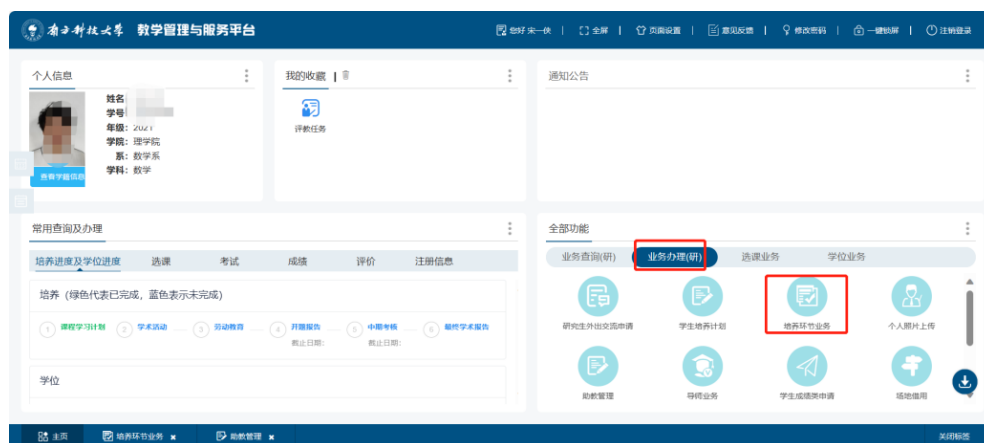 南方科技大学 教学管理与服务平台
您好 宋一侠 | 全屏 | 页面设置 | 意见反馈 | 修改密码 | 一键锁屏 | 注销登录
个人信息
姓名
学号
年级: 2021
学院: 理学院
系: 数学系
学科: 数学
查看学籍信息
我的收藏 |
评教任务
通知公告
常用查询及办理
培养进度及学位进度 选课 考试 成绩 评价 注册信息
培养 (绿色代表已完成, 蓝色表示未完成)
1 课程学习计划 2 学术活动 3 劳动教育 4 开题报告 5 中期考核 6 最终学术报告
截止日期: 截止日期:
学位
全部功能
业务查询(研) 业务办理(研) 选课业务 学位业务
研究生外出交流申请 学生培养计划 培养环节业务 个人照片上传
助教管理 导师业务 学生成绩类申请 场地借用
主页 培养环节业务 × 助教管理 × 关闭标签